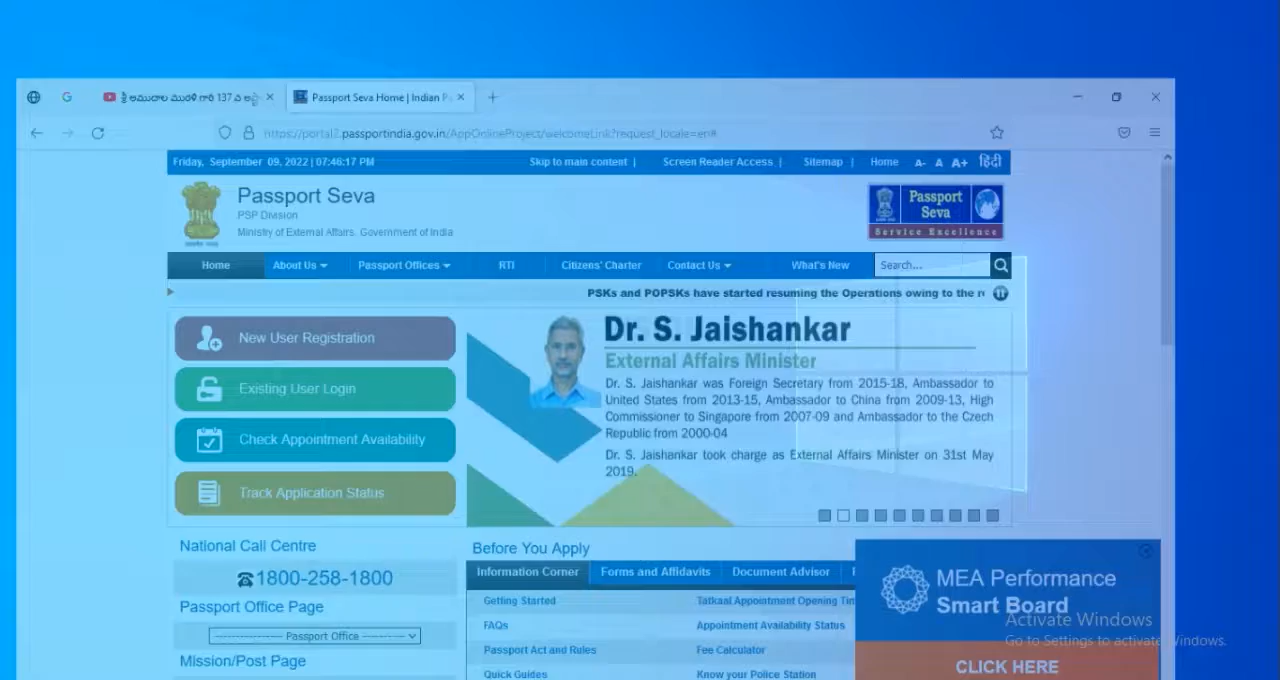 శ్రీ అముదాల మురళి గారి 137 వ
Passport Seva Home | Indian P
https://portal2.passportindia.gov.in/AppOnlineProject/welcomeLink?request_locale=en#
Friday, September 09, 2022 | 07:46:17 PM
Skip to main content | Screen Reader Access | Sitemap | Home A- A A+ हिंदी
Passport Seva
PSP Division
Ministry of External Affairs, Government of India
Passport
Seva
Service Excellence
Home About Us Passport Offices RTI Citizens' Charter Contact Us What's New Search...
PSKs and POPSKs have started resuming the Operations owing to the r
New User Registration
Existing User Login
Check Appointment Availability
Track Application Status
Dr. S. Jaishankar
External Affairs Minister
Dr. S. Jaishankar was Foreign Secretary from 2015-18, Ambassador to
United States from 2013-15, Ambassador to China from 2009-13, High
Commissioner to Singapore from 2007-09 and Ambassador to the Czech
Republic from 2000-04
Dr. S. Jaishankar took charge as External Affairs Minister on 31st May
2019.
National Call Centre
1800-258-1800
Passport Office Page
---------------- Passport Office ----------
Mission/Post Page
Before You Apply
Information Corner Forms and Affidavits Document Advisor
Getting Started Tatkaal Appointment Opening Tim
FAQs Appointment Availability Status
Passport Act and Rules Fee Calculator
Quick Guides Know your Police Station
MEA Performance
Smart Board
CLICK HERE
Activate Windows
Go to Settings to activate Windows.